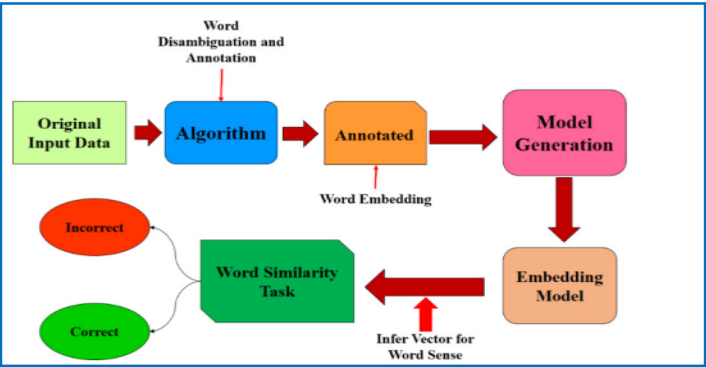 Word
Disambiguation and
Annotation
Original
Input Data
Algorithm
Annotated
Model
Generation
Word Embedding
Incorrect
Word Similarity
Task
Embedding
Model
Correct
Infer Vector for
Word Sense